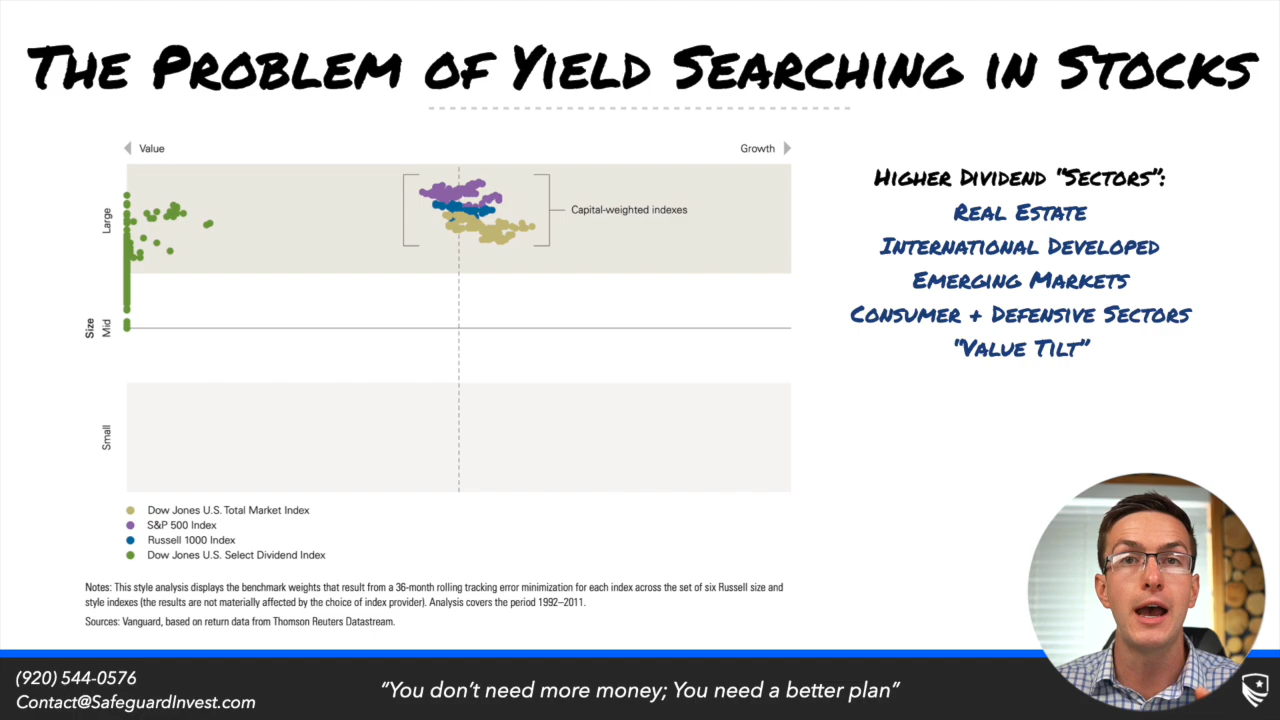 The Problem of Yield Searching in Stocks
Value
Growth
Large
Mid
Small
Size
Capital-weighted indexes
Dow Jones U.S. Total Market Index
S&P 500 Index
Russell 1000 Index
Dow Jones U.S. Select Dividend Index
Notes: This style analysis displays the benchmark weights that result from a 36-month rolling tracking error minimization for each index across the set of six Russell size and
style indexes (the results are not materially affected by the choice of index provider). Analysis covers the period 1992–2011.
Sources: Vanguard, based on return data from Thomson Reuters Datastream.
Higher Dividend "Sectors":
Real Estate
International Developed
Emerging Markets
Consumer + Defensive Sectors
"Value Tilt"
(920) 544-0576
Contact@SafeguardInvest.com
"You don't need more money; You need a better plan"